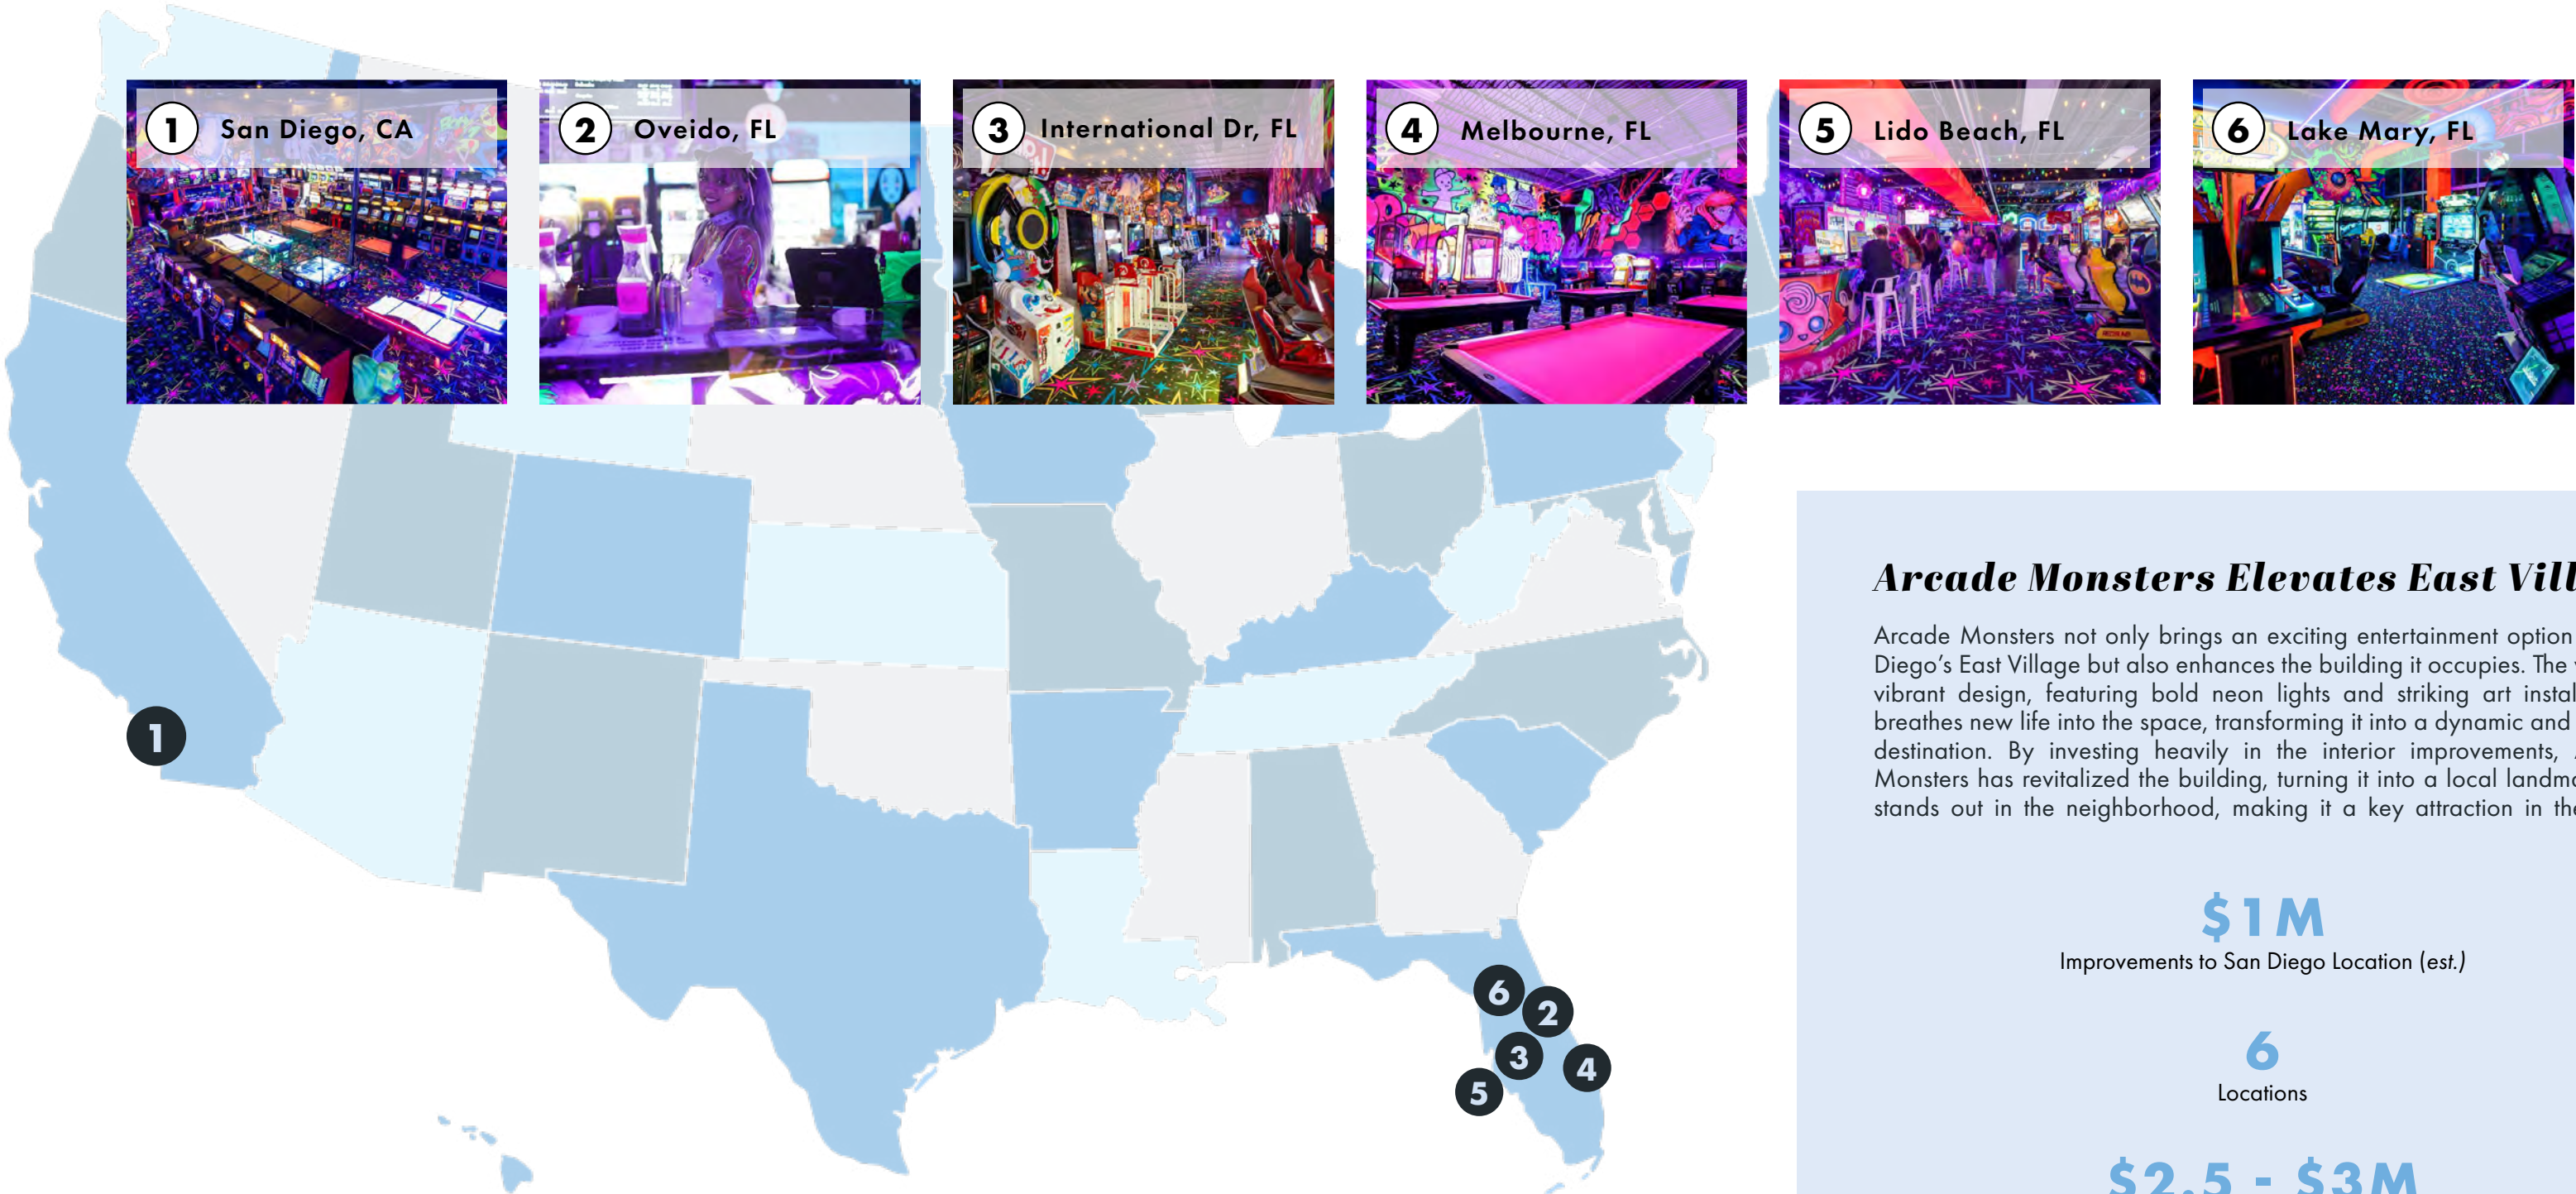 1 San Diego, CA
2 Oveido, FL
3 International Dr, FL
4 Melbourne, FL
5 Lido Beach, FL
6 Lake Mary, FL
Arcade Monsters Elevates East Vill
Arcade Monsters not only brings an exciting entertainment option
Diego’s East Village but also enhances the building it occupies. The
vibrant design, featuring bold neon lights and striking art instal
breathes new life into the space, transforming it into a dynamic and
destination. By investing heavily in the interior improvements,
Monsters has revitalized the building, turning it into a local landma
stands out in the neighborhood, making it a key attraction in the
$1M
Improvements to San Diego Location (est.)
6
Locations
$2.5 - $3M
1
6
2
3
4
5